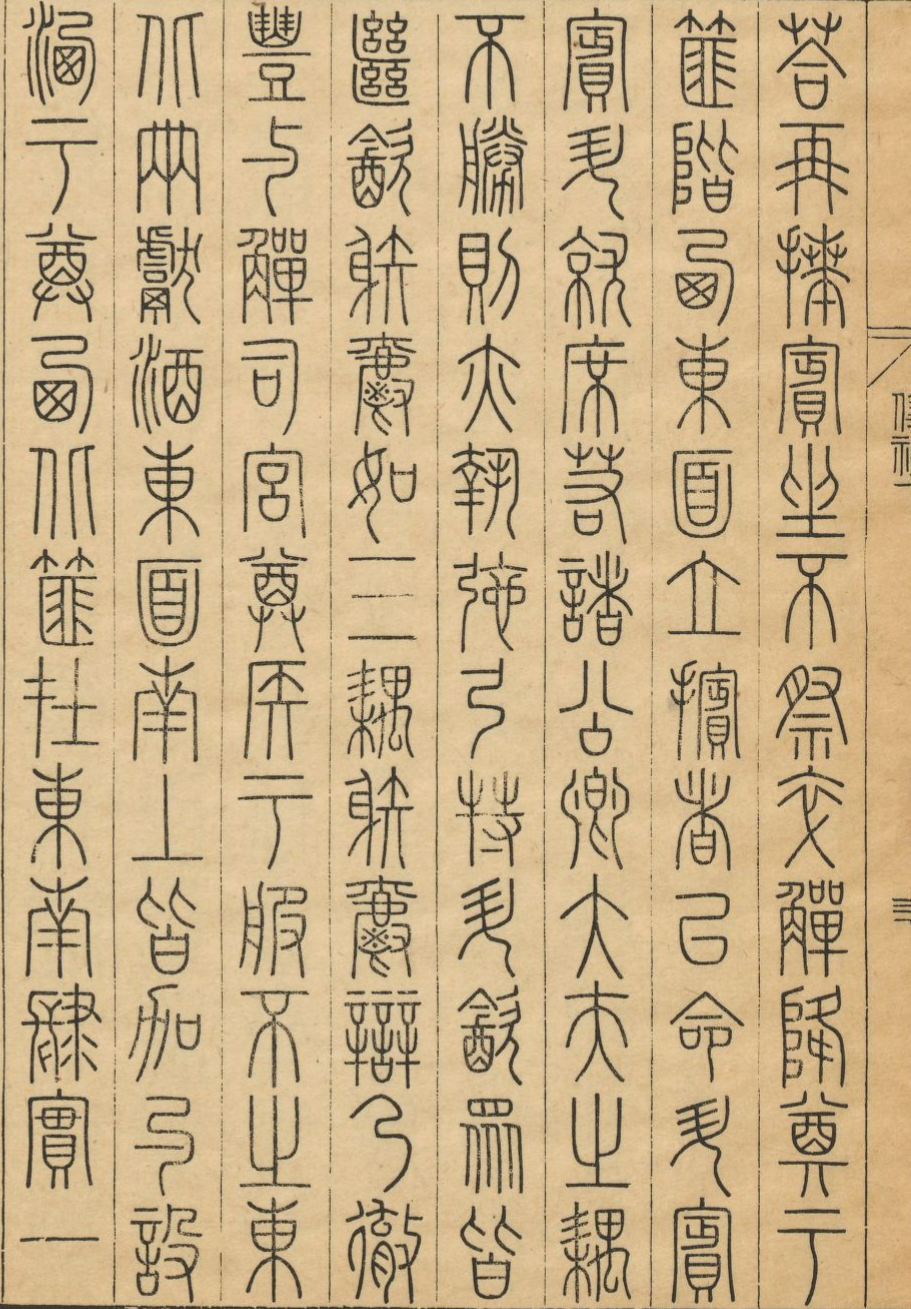 荅再拜賓坐不祭卒觶降奠于
篚階西東面立擯者以命升賓
賓升就席若諸公卿大夫之耦
不勝則亦執弛弓特升飲眾皆
繼飲射爵如三耦射爵辯乃徹
豐与觶司宮尊侯于服不之東
北兩獻酒東面南上皆加勺設
洒于尊西北篚在東南肆實一